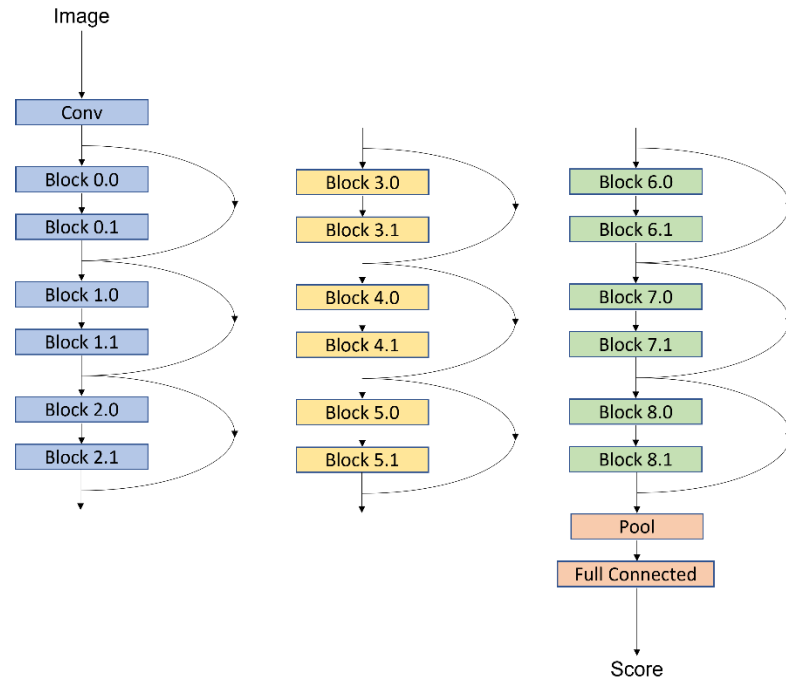 Image
Conv
Block 0.0
Block 0.1
Block 1.0
Block 1.1
Block 2.0
Block 2.1
Block 3.0
Block 3.1
Block 4.0
Block 4.1
Block 5.0
Block 5.1
Block 6.0
Block 6.1
Block 7.0
Block 7.1
Block 8.0
Block 8.1
Pool
Full Connected
Score